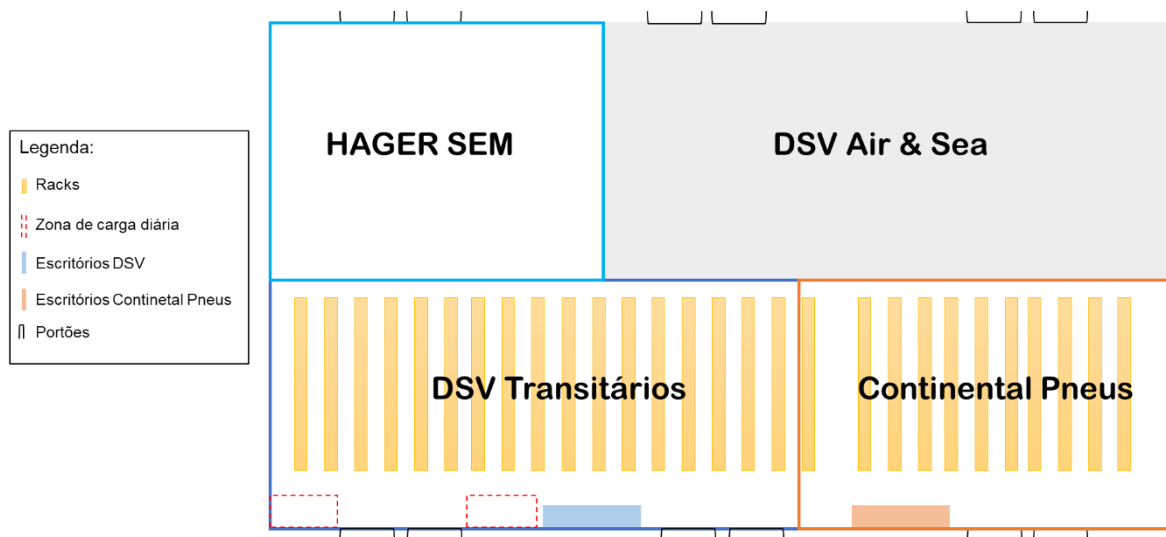 HAGER SEM
DSV Air & Sea
Legenda:
Racks
Zona de carga diária
Escritórios DSV
Escritórios Continetal Pneus
Portões
DSV Transitários
Continental Pneus